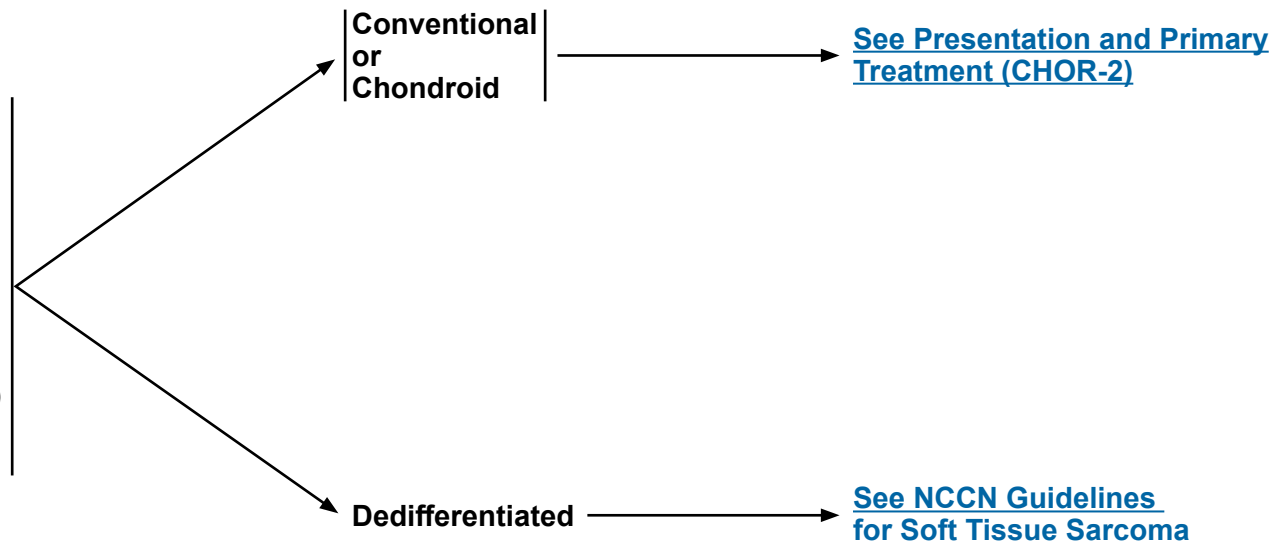 Conventional
or
Chondroid
See Presentation and Primary
Treatment (CHOR-2)
Dedifferentiated
See NCCN Guidelines
for Soft Tissue Sarcoma